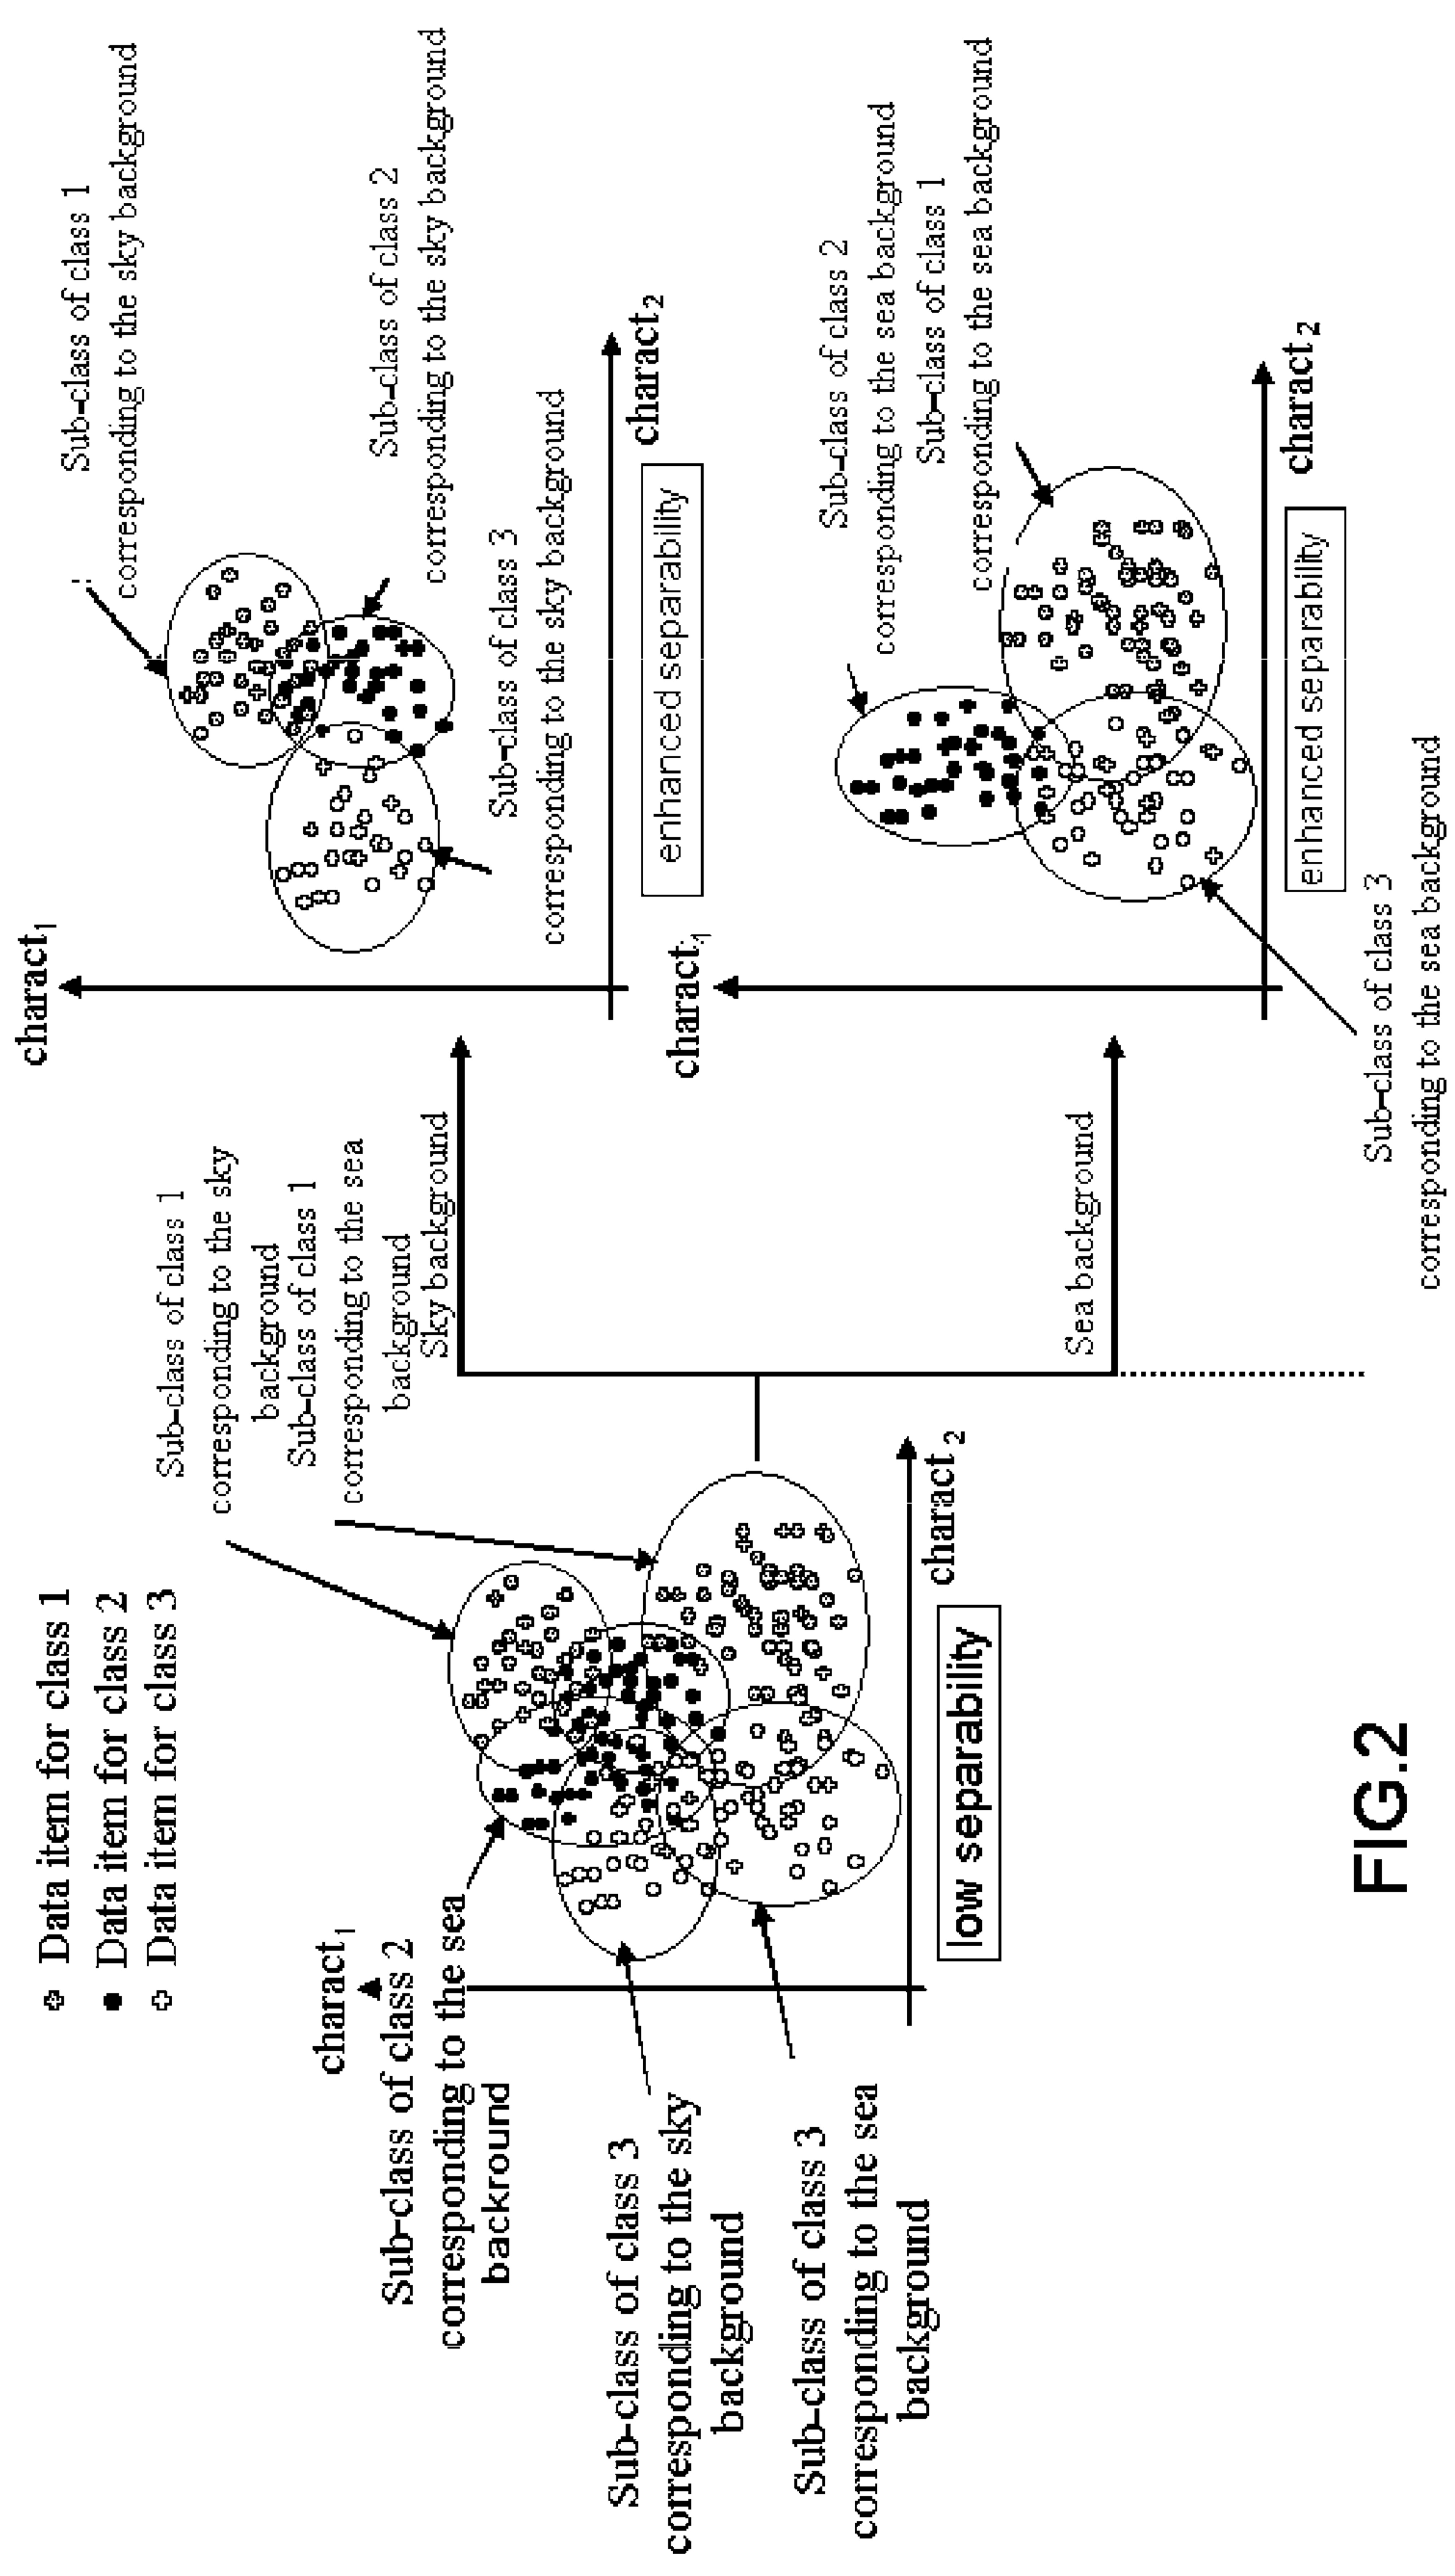 Data item for class 1
Data item for class 2
Data item for class 3
charact1
Sub-class of class 2
corresponding to the sea
backround
Sub-class of class 3
corresponding to the sky
background
Sub-class of class 3
corresponding to the sea
background
Sub-class of class 1
corresponding to the sky
background
Sub-class of class 1
corresponding to the sea
background
charact2
low separability
Sky background
Sea background
charact1
Sub-class of class 1
corresponding to the sky background
Sub-class of class 2
corresponding to the sky background
Sub-class of class 3
corresponding to the sky background
charact2
enhanced separability
charact1
Sub-class of class 2
corresponding to the sea background
Sub-class of class 1
corresponding to the sea background
charact2
enhanced separability
Sub-class of class 3
corresponding to the sea background
FIG.2